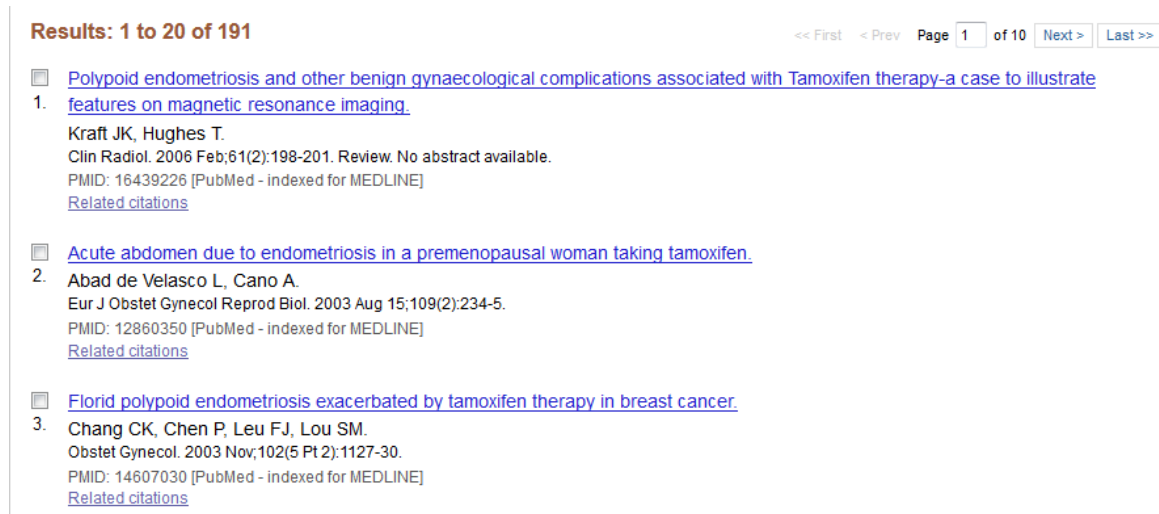 Results: 1 to 20 of 191
<< First < Prev Page 1 of 10 Next > Last >>
Polypoid endometriosis and other benign gynaecological complications associated with Tamoxifen therapy-a case to illustrate
1. features on magnetic resonance imaging.
Kraft JK, Hughes T.
Clin Radiol. 2006 Feb;61(2):198-201. Review. No abstract available.
PMID: 16439226 [PubMed - indexed for MEDLINE]
Related citations
Acute abdomen due to endometriosis in a premenopausal woman taking tamoxifen.
2. Abad de Velasco L, Cano A.
Eur J Obstet Gynecol Reprod Biol. 2003 Aug 15;109(2):234-5.
PMID: 12860350 [PubMed - indexed for MEDLINE]
Related citations
Florid polypoid endometriosis exacerbated by tamoxifen therapy in breast cancer.
3. Chang CK, Chen P, Leu FJ, Lou SM.
Obstet Gynecol. 2003 Nov;102(5 Pt 2):1127-30.
PMID: 14607030 [PubMed - indexed for MEDLINE]
Related citations